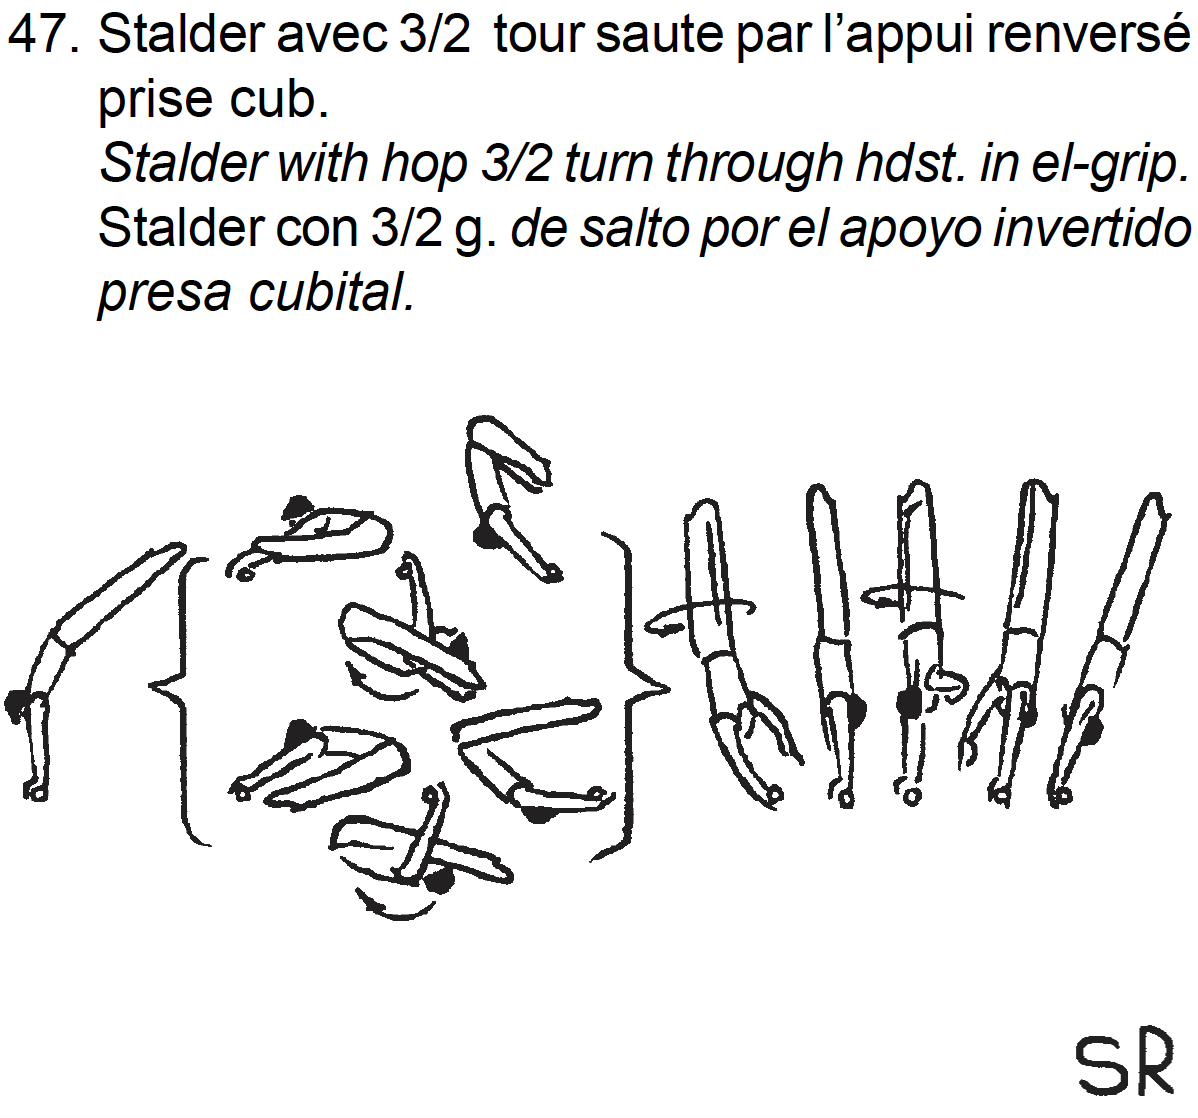 47. Stalder avec 3/2 tour saute par l’appui renversé
prise cub.
Stalder with hop 3/2 turn through hdst. in el-grip.
Stalder con 3/2 g. de salto por el apoyo invertido
presa cubital.
SR